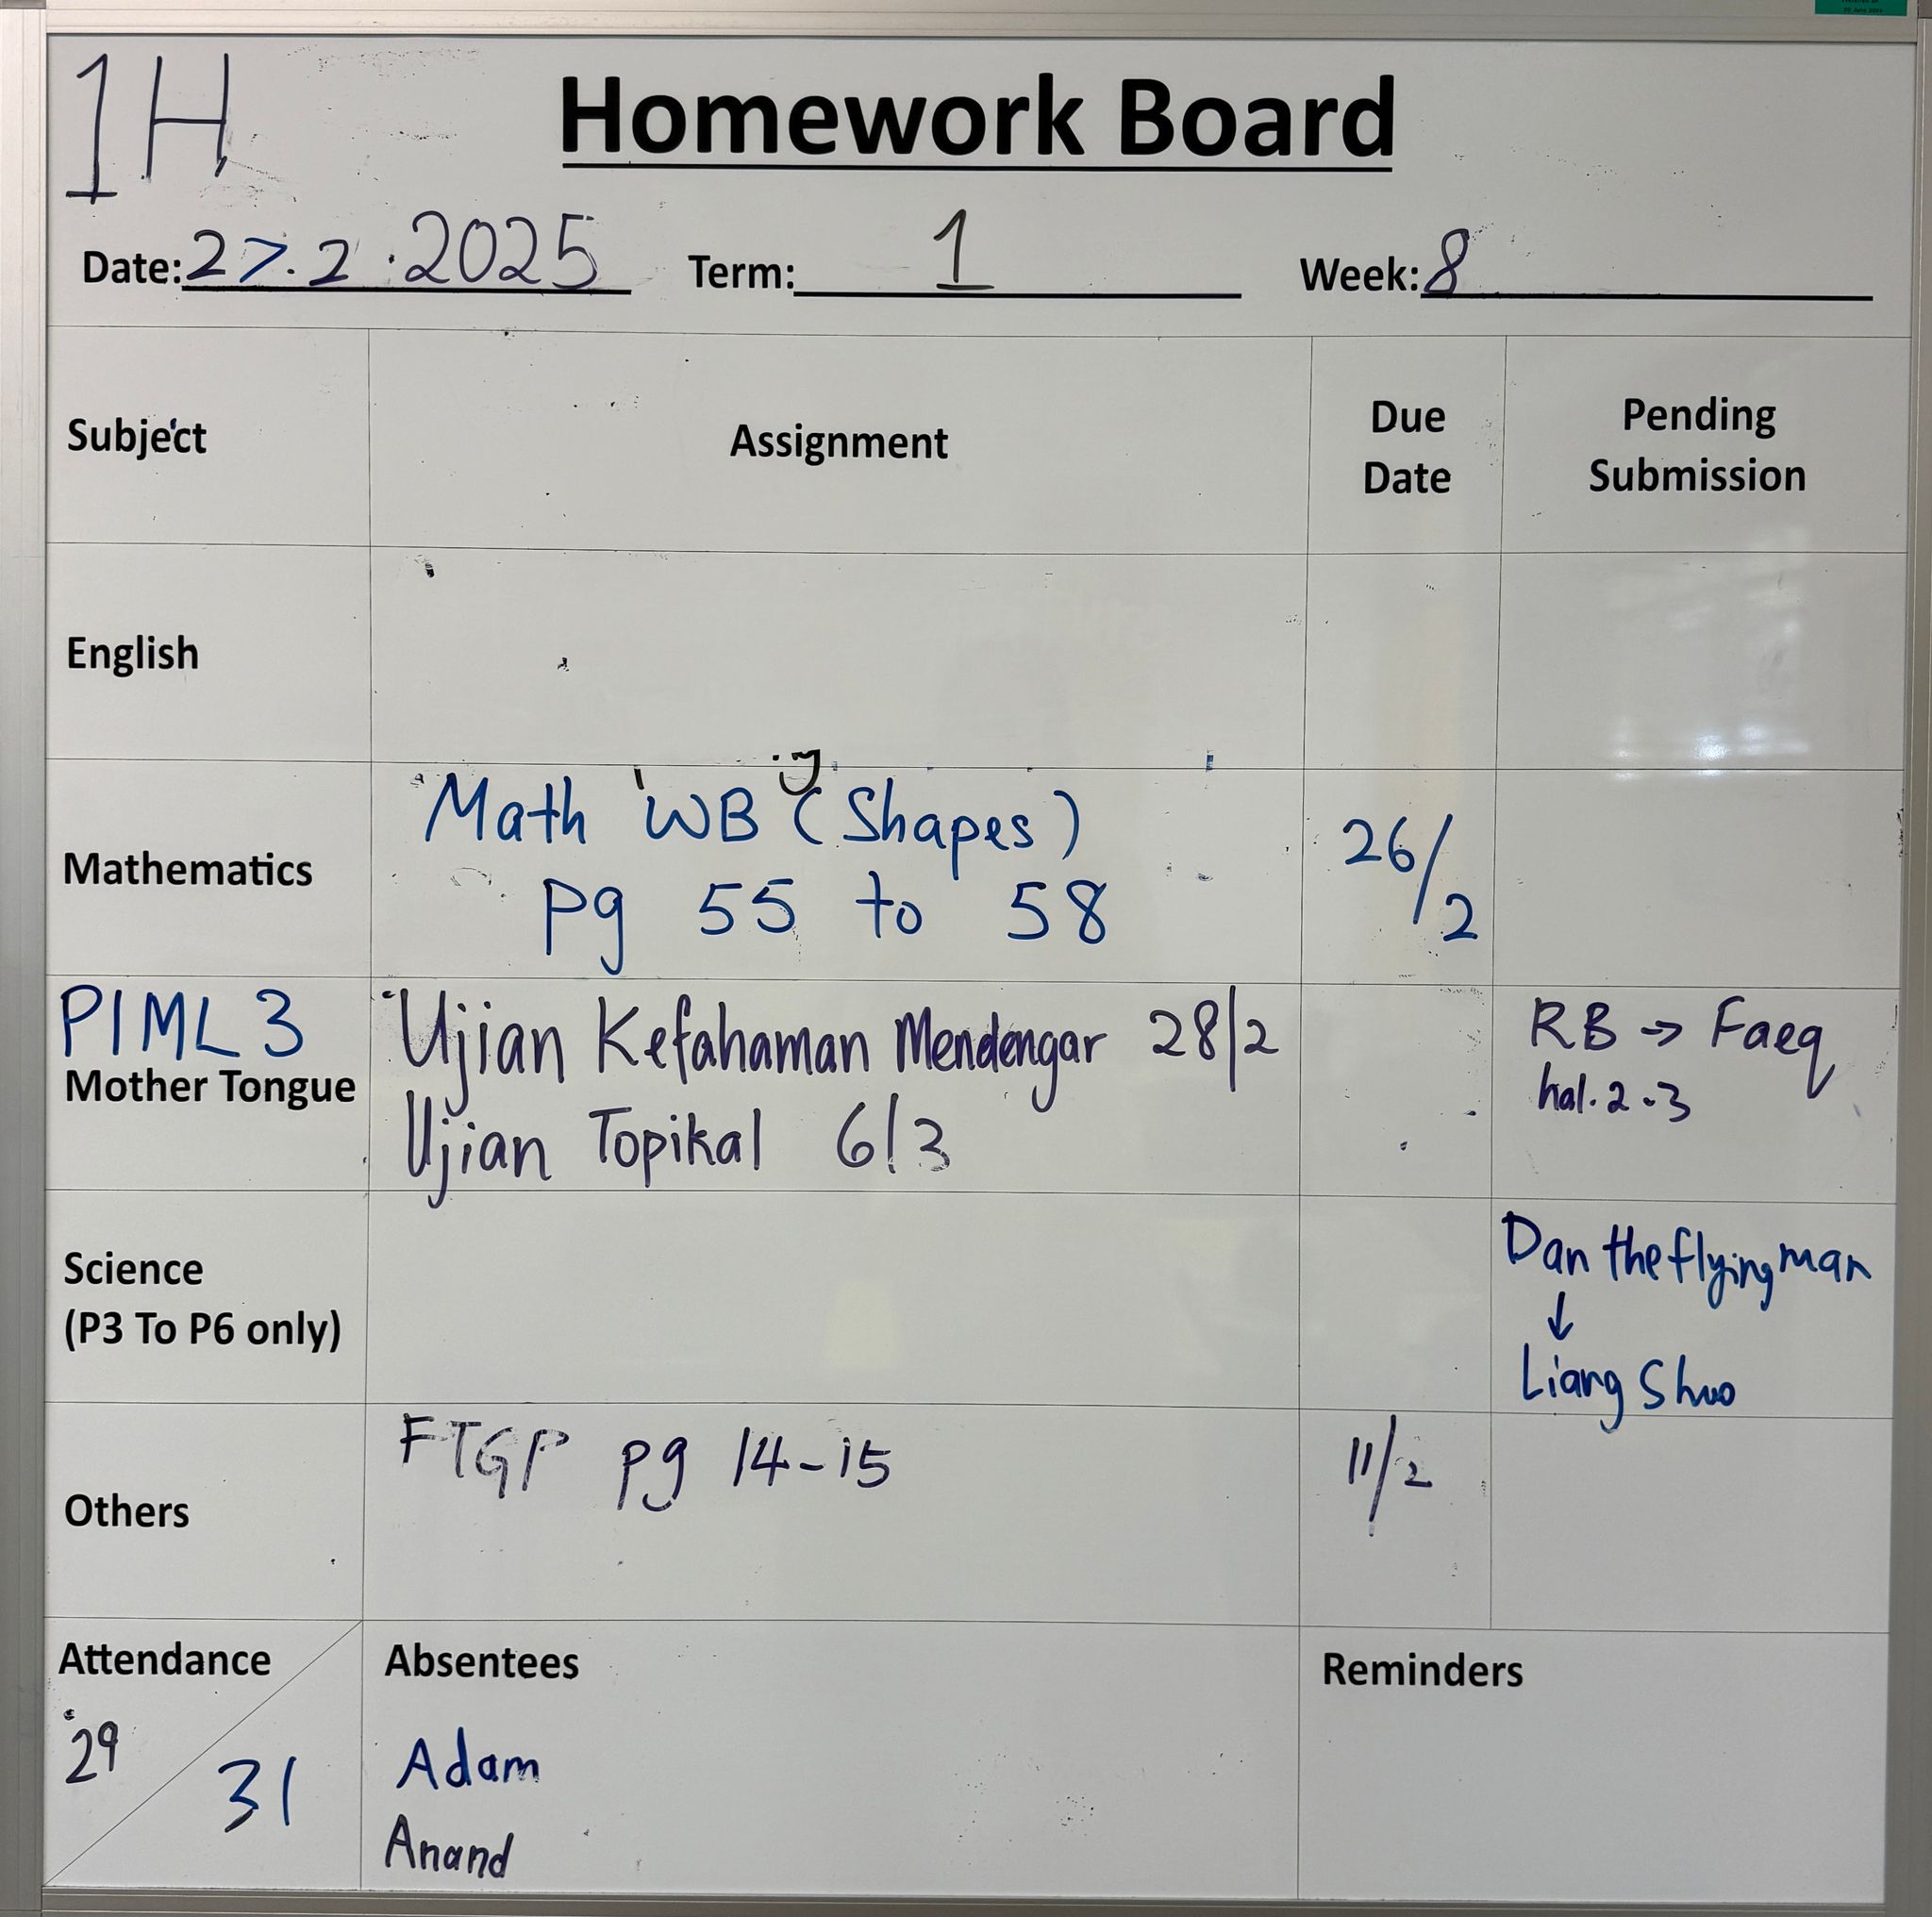 1H
Homework Board
Date: 27.2.2025 Term: 1 Week: 8
Subject Assignment Due Date Pending Submission
English
Mathematics
Math WB (Shapes)
pg 55 to 58
26/2
P1ML3
Mother Tongue
Ujian Kefahaman Mendengar 28/2
Ujian Topikal 6/3
RB → Faeq
hal. 2-3
Science
(P3 To P6 only)
Dan the flying man
↓
Liang Shuo
Others
FTGP pg 14-15
11/2
Attendance
29
31
Absentees
Adam
Anand
Reminders